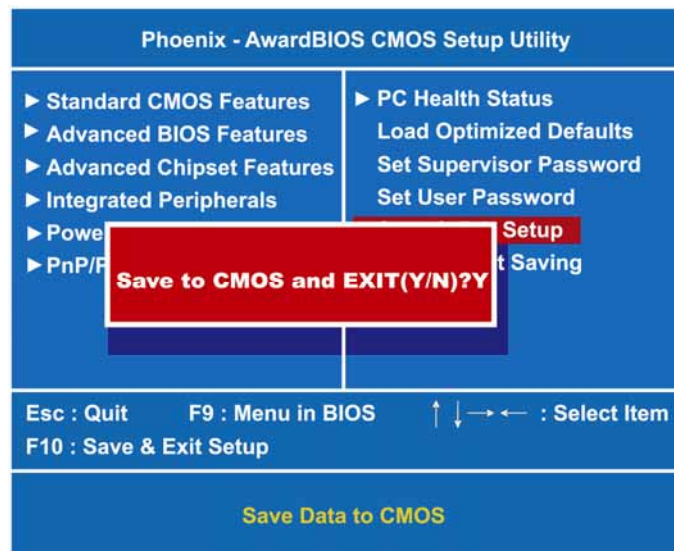 Phoenix - AwardBIOS CMOS Setup Utility
► Standard CMOS Features
► Advanced BIOS Features
► Advanced Chipset Features
► Integrated Peripherals
► Powe
► PnP/P
► PC Health Status
Load Optimized Defaults
Set Supervisor Password
Set User Password
Setup
t Saving
Save to CMOS and EXIT(Y/N)?Y
Esc : Quit F9 : Menu in BIOS ↑ ↓ → ← : Select Item
F10 : Save & Exit Setup
Save Data to CMOS